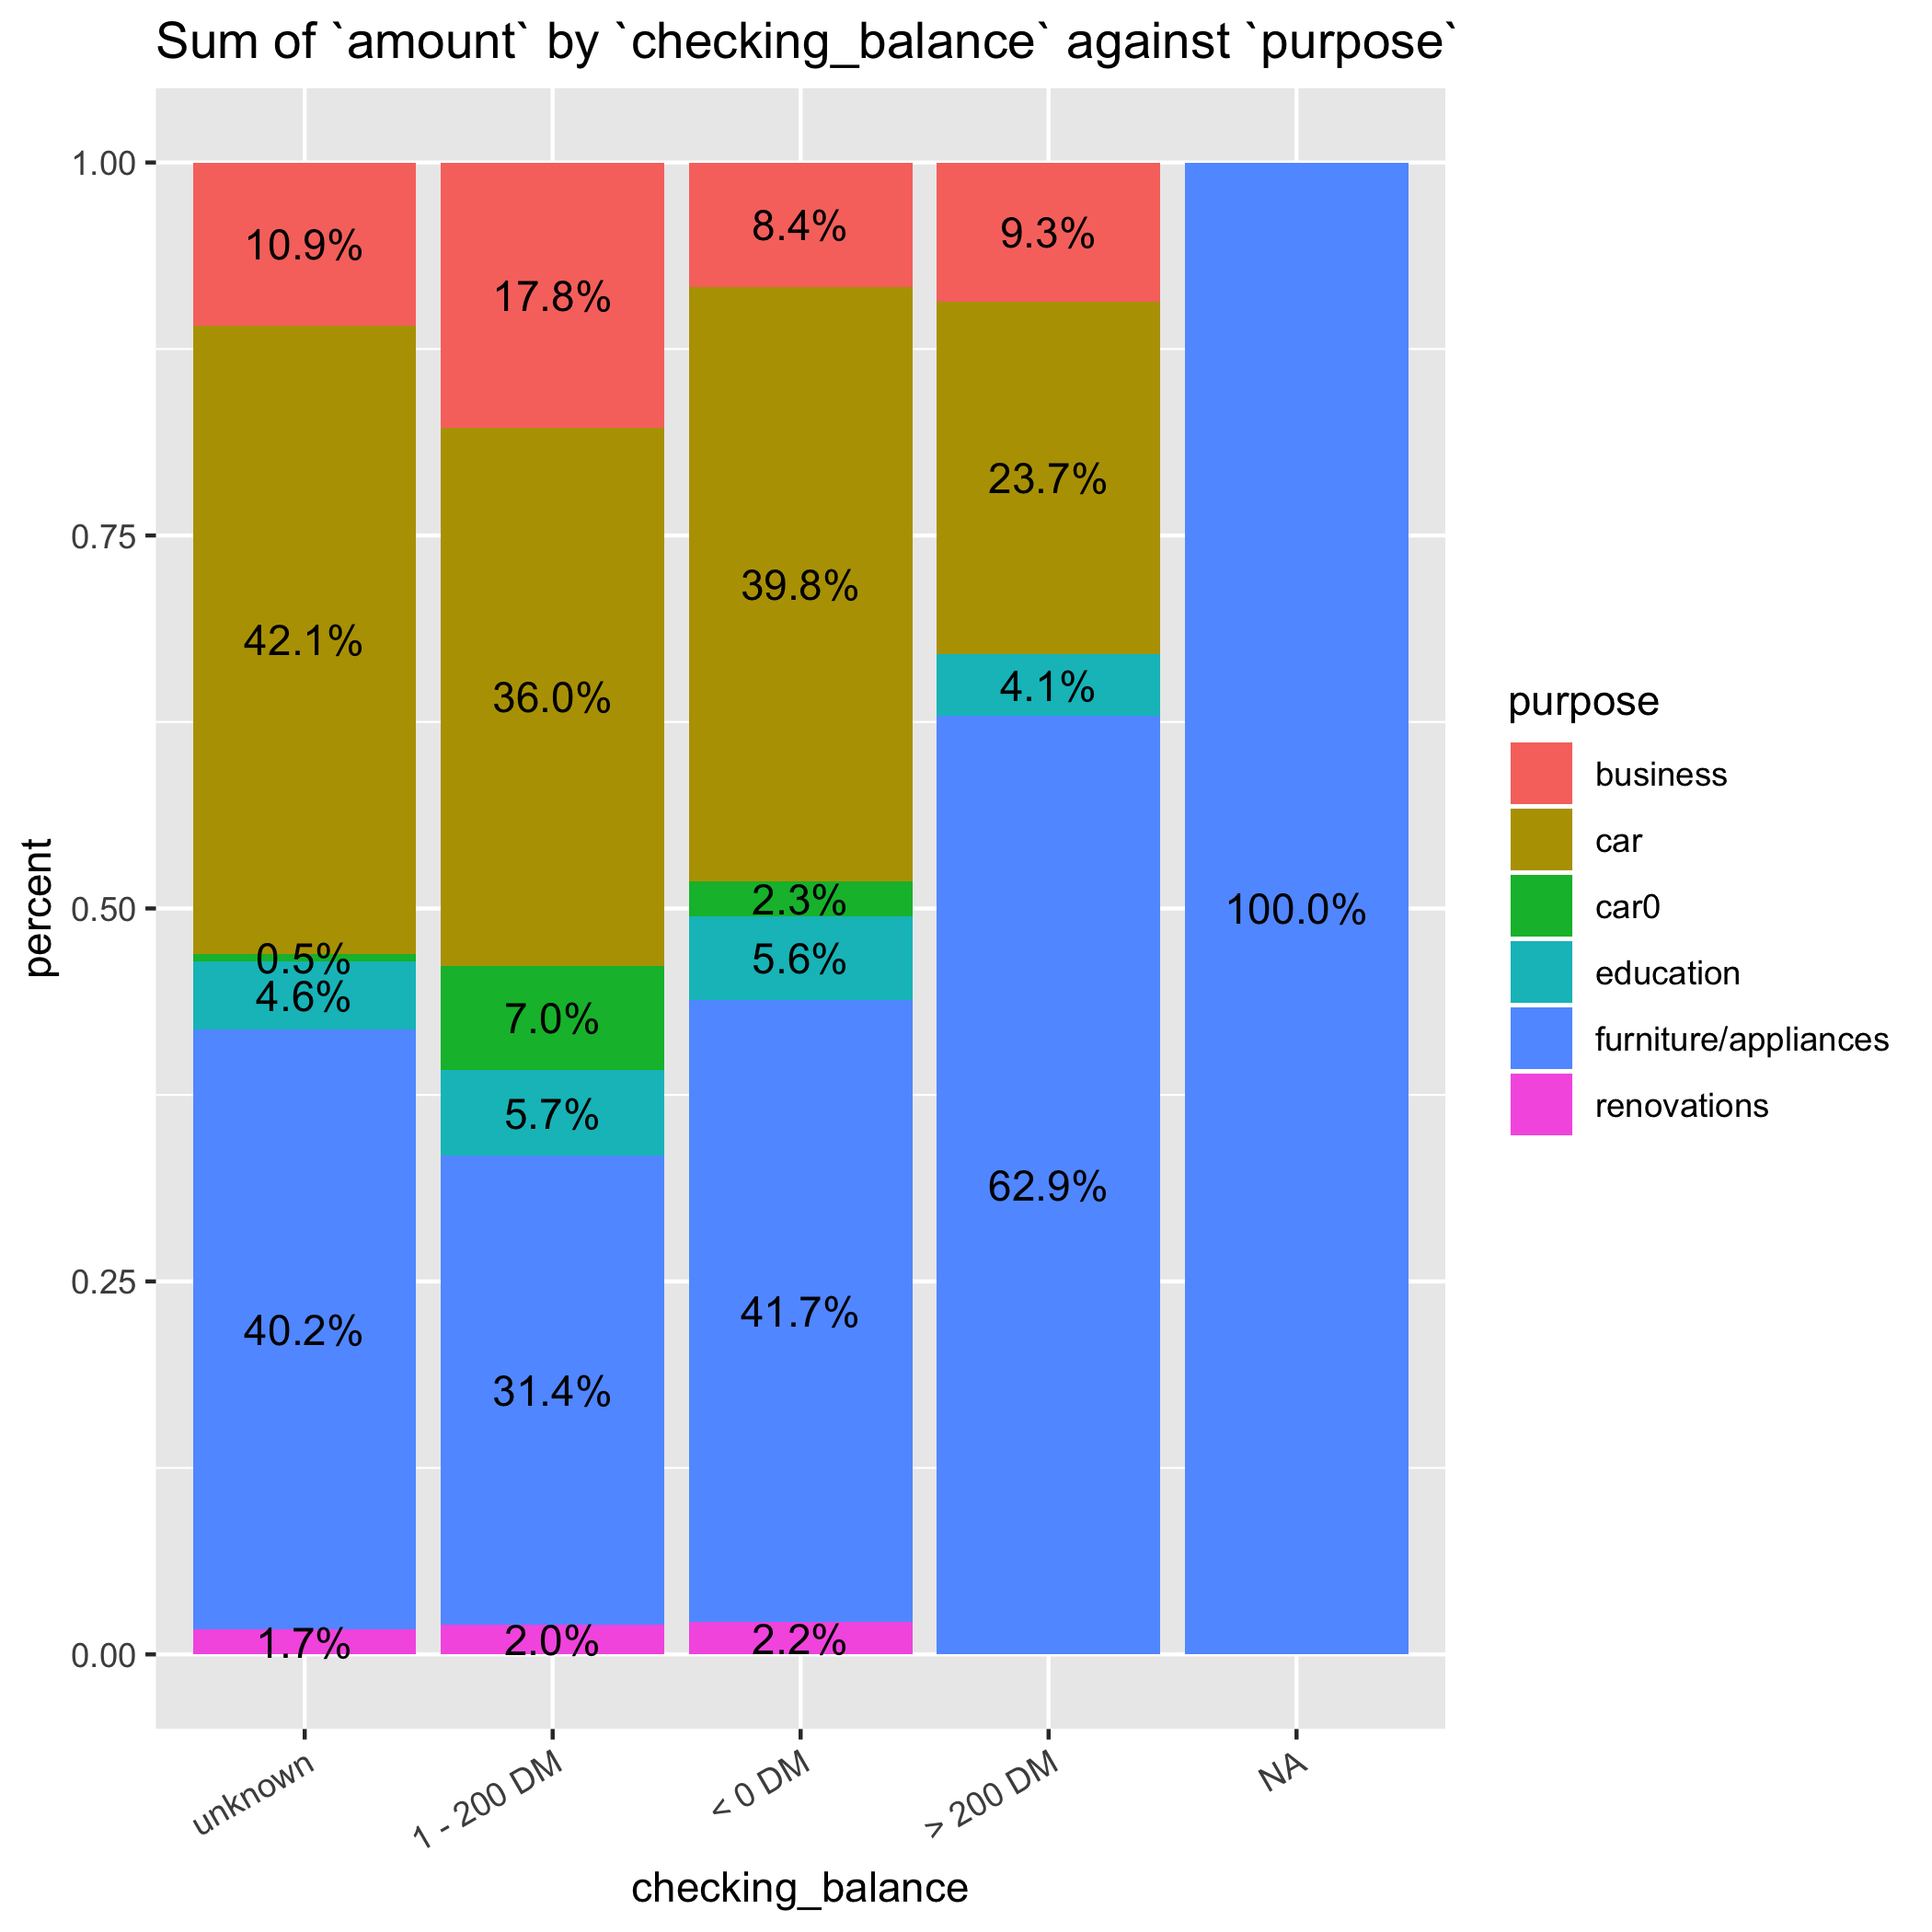 Sum of `amount` by `checking_balance` against `purpose`
1.00
0.75
0.50
0.25
0.00
percent
10.9%
42.1%
0.5%
4.6%
40.2%
1.7%
17.8%
36.0%
7.0%
5.7%
31.4%
2.0%
8.4%
39.8%
2.3%
5.6%
41.7%
2.2%
9.3%
23.7%
4.1%
62.9%
100.0%
unknown
1 - 200 DM
< 0 DM
> 200 DM
NA
checking_balance
purpose
business
car
car0
education
furniture/appliances
renovations